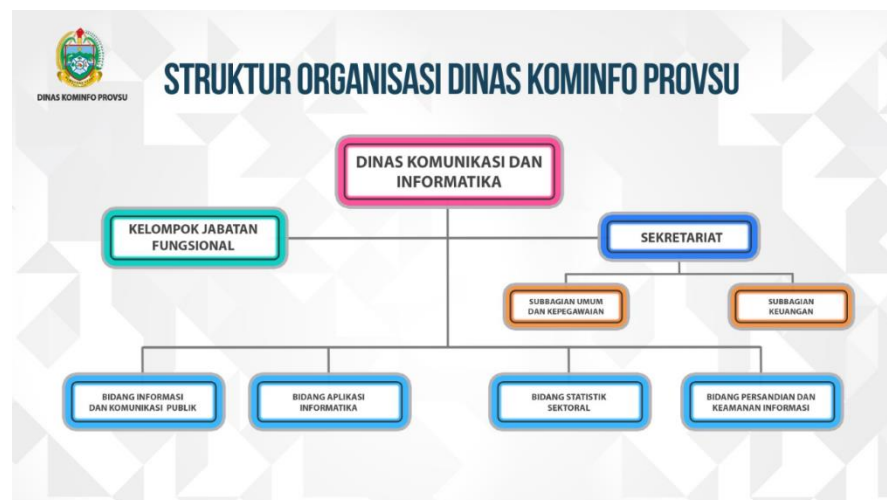 DINAS KOMINFO PROVSU
STRUKTUR ORGANISASI DINAS KOMINFO PROVSU
DINAS KOMUNIKASI DAN
INFORMATIKA
KELOMPOK JABATAN
FUNGSIONAL
SEKRETARIAT
SUBBAGIAN UMUM
DAN KEPEGAWAIAN
SUBBAGIAN
KEUANGAN
BIDANG INFORMASI
DAN KOMUNIKASI PUBLIK
BIDANG APLIKASI
INFORMATIKA
BIDANG STATISTIK
SEKTORAL
BIDANG PERSANDIAN DAN
KEAMANAN INFORMASI